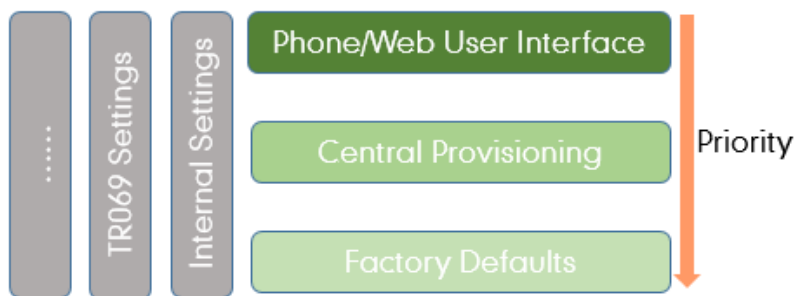 ......
TR069 Settings
Internal Settings
Phone/Web User Interface
Central Provisioning
Factory Defaults
Priority